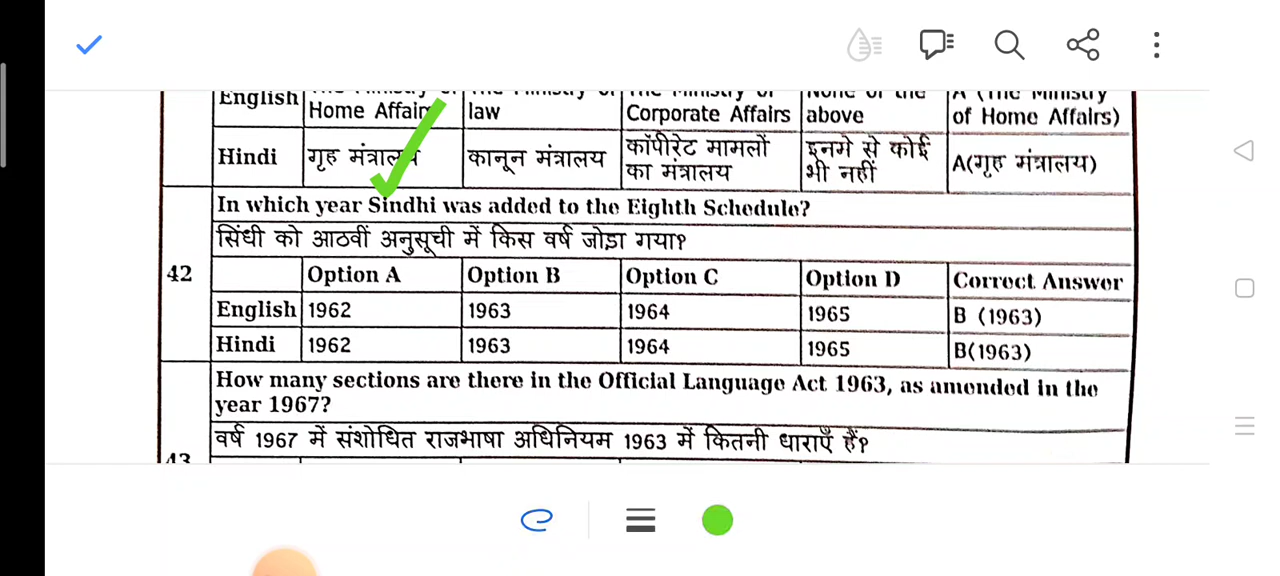 English Home Affairs law Corporate Affairs above of Home Affairs)
Hindi गृह मंत्रालय कानून मंत्रालय कॉर्पोरेट मामलों का मंत्रालय इनमे से कोई भी नहीं A(गृह मंत्रालय)
In which year Sindhi was added to the Eighth Schedule?
सिंधी को आठवीं अनुसूची में किस वर्ष जोड़ा गया?
42 Option A Option B Option C Option D Correct Answer
English 1962 1963 1964 1965 B (1963)
Hindi 1962 1963 1964 1965 B(1963)
How many sections are there in the Official Language Act 1963, as amended in the
year 1967?
वर्ष 1967 में संशोधित राजभाषा अधिनियम 1963 में कितनी धाराएँ हैं?
43